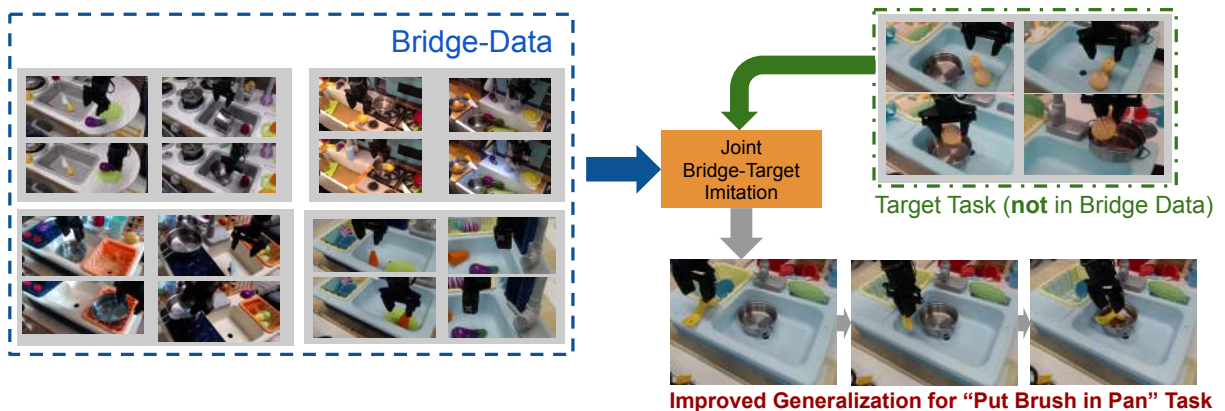 Bridge-Data
Joint
Bridge-Target
Imitation
Target Task (not in Bridge Data)
Improved Generalization for “Put Brush in Pan” Task